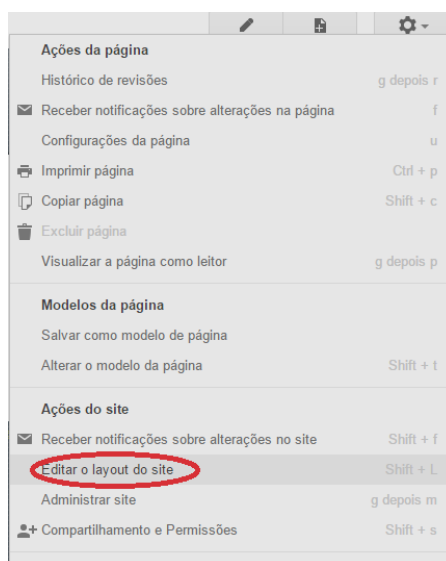 Ações da página
Histórico de revisões g depois r
Receber notificações sobre alterações na página f
Configurações da página u
Imprimir página Ctrl + p
Copiar página Shift + c
Excluir página
Visualizar a página como leitor g depois p
Modelos da página
Salvar como modelo de página
Alterar o modelo da página Shift + t
Ações do site
Receber notificações sobre alterações no site Shift + f
Editar o layout do site Shift + L
Administrar site g depois m
Compartilhamento e Permissões Shift + s